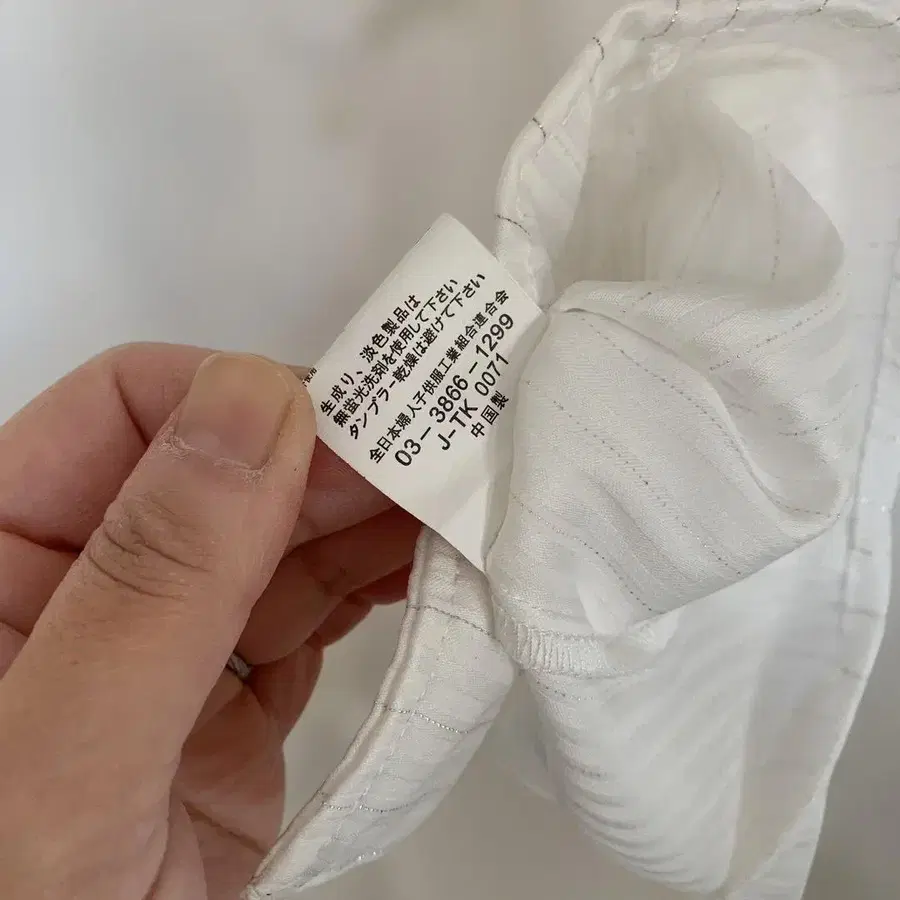 生成り、淡色製品は
無蛍光洗剤を使用して下さい
タンブラー乾燥は避けて下さい
全日本婦人子供服工業組合連合会
03-3866-1299
J-TK 0071
中国製